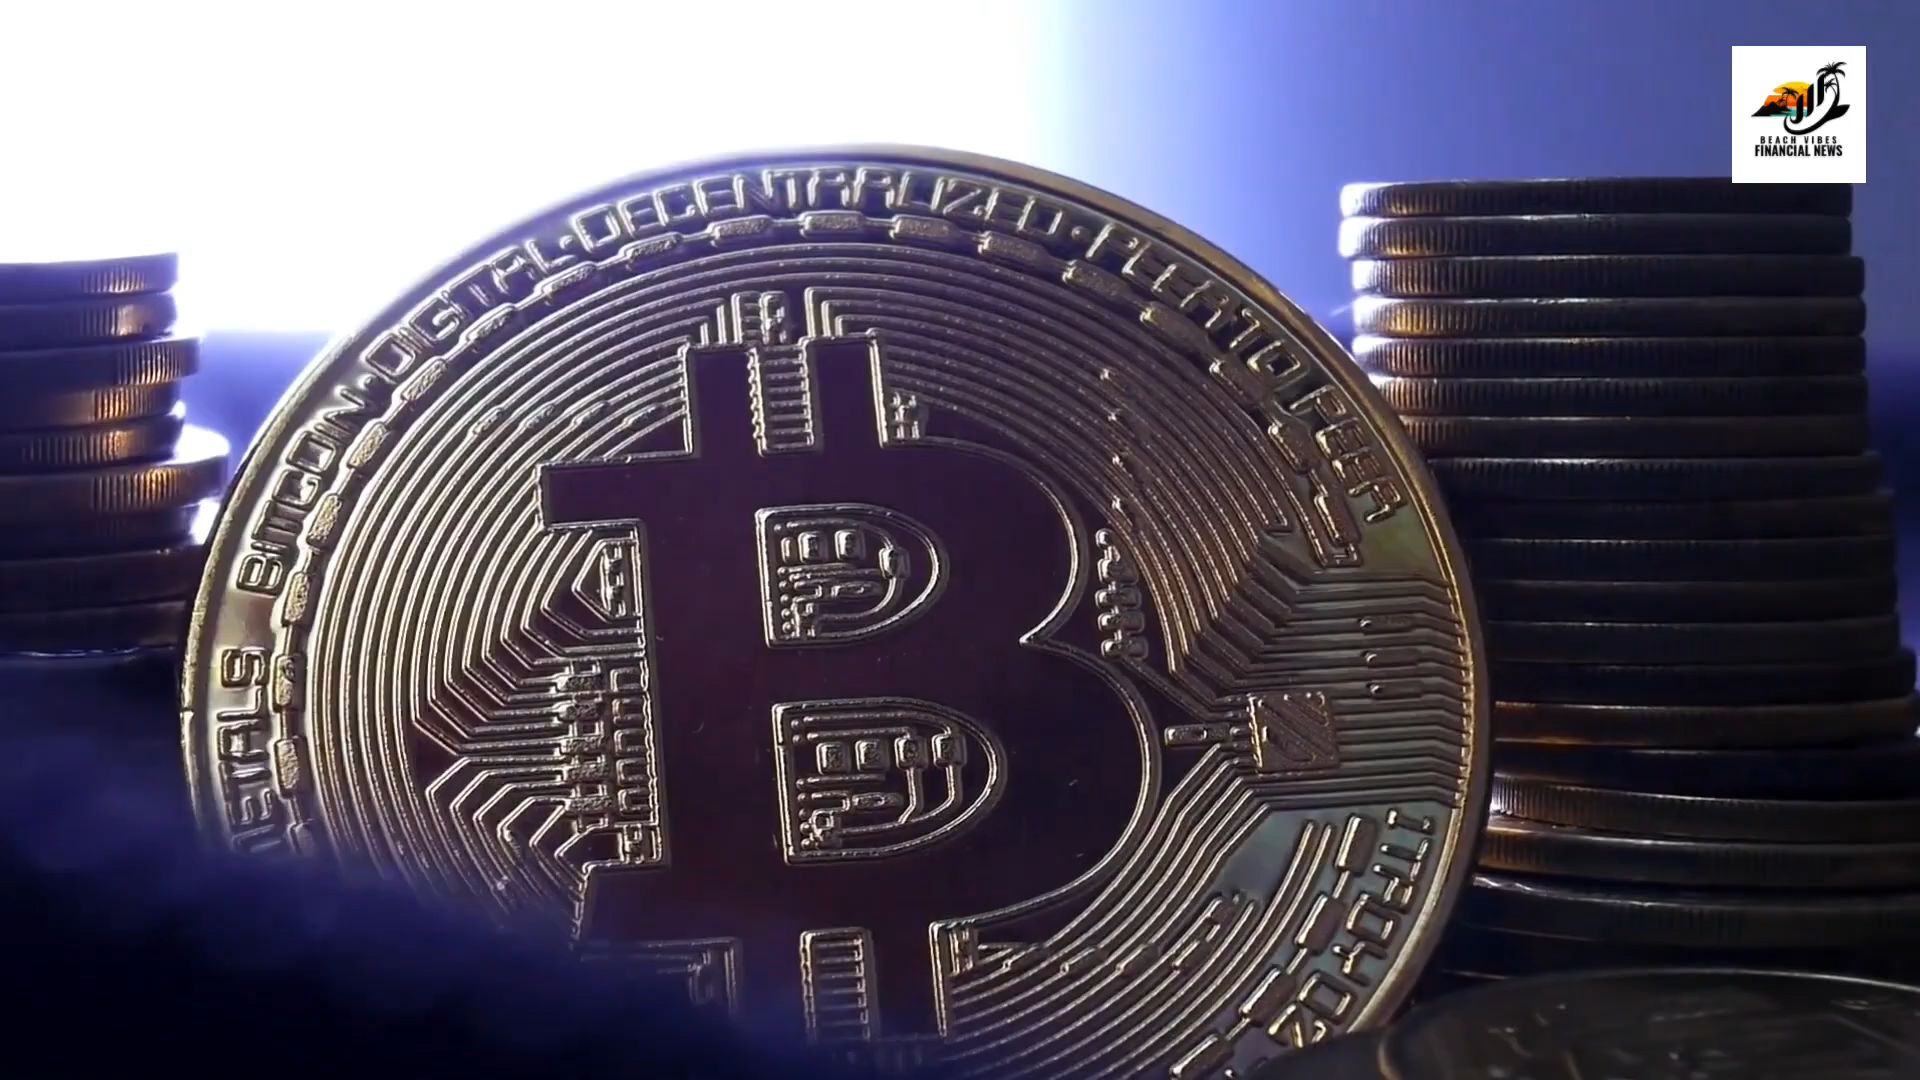 BEACH VIBES
FINANCIAL NEWS
BITCOIN·DIGITAL·DECENTRALIZED·PEER TO PEER